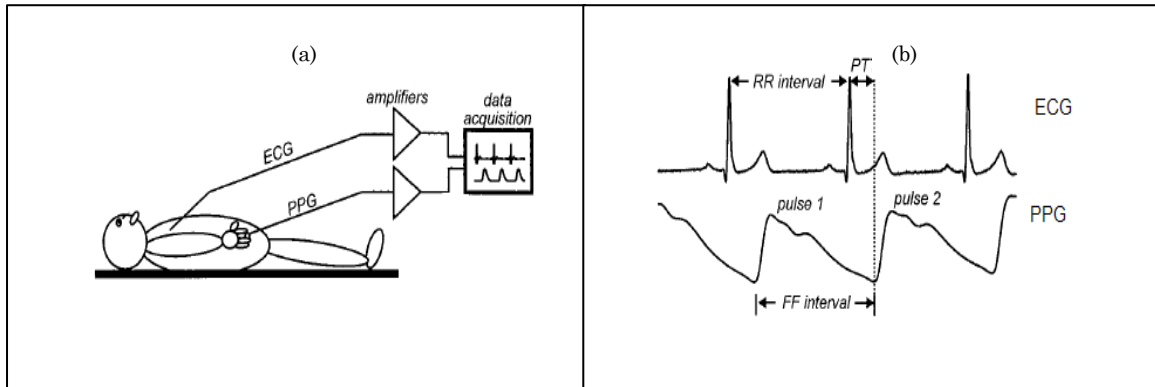 (a)
amplifiers
data
acquisition
ECG
PPG
(b)
PT
RR interval
ECG
pulse 1
pulse 2
PPG
FF interval